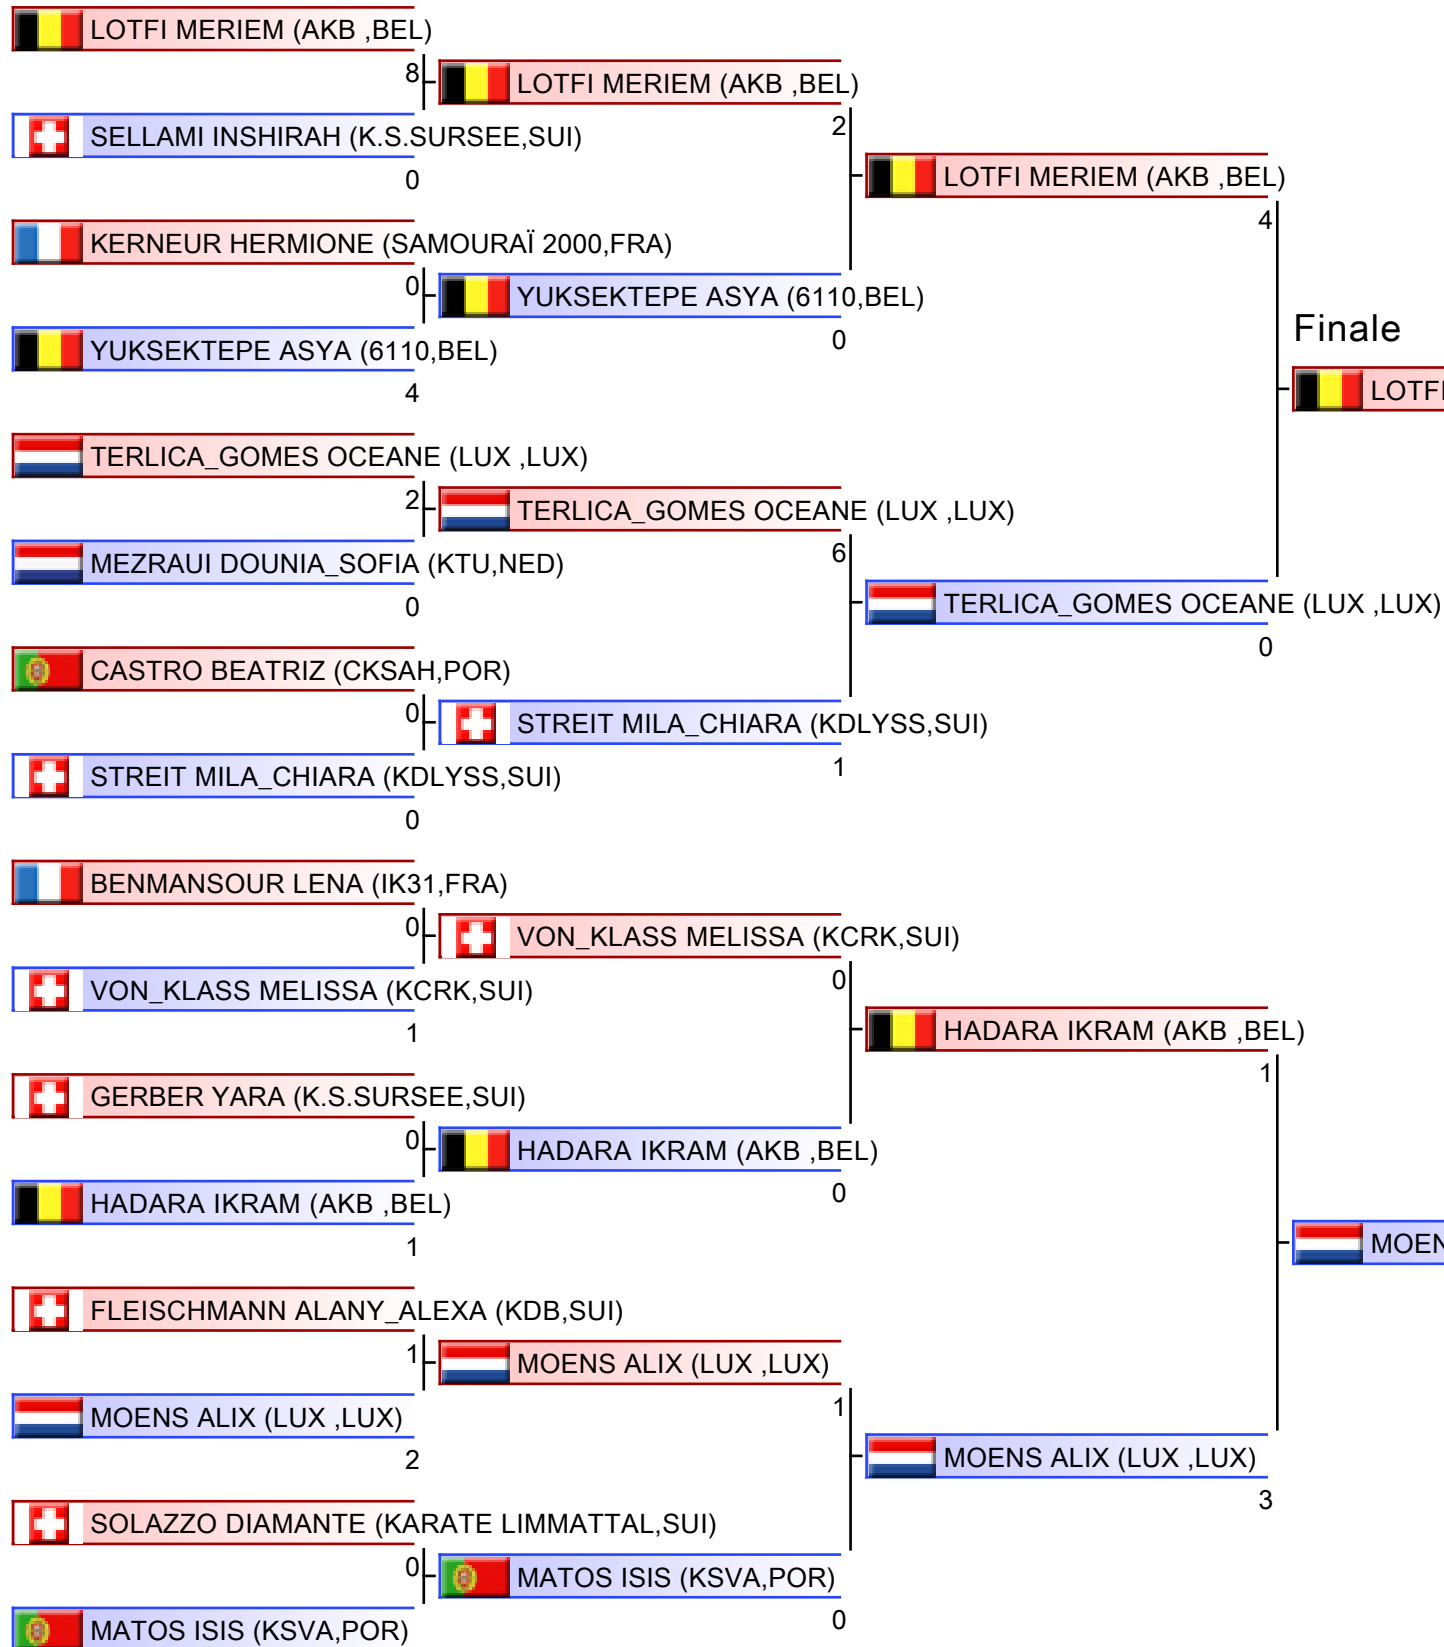 LOTFI MERIEM (AKB ,BEL)
8
LOTFI MERIEM (AKB ,BEL)
SELLAMI INSHIRAH (K.S.SURSEE,SUI)
2
0
LOTFI MERIEM (AKB ,BEL)
KERNEUR HERMIONE (SAMOURAÏ 2000,FRA)
4
0
YUKSEKTEPE ASYA (6110,BEL)
YUKSEKTEPE ASYA (6110,BEL)
0
4
Finale
LOTFI
TERLICA_GOMES OCEANE (LUX ,LUX)
2
TERLICA_GOMES OCEANE (LUX ,LUX)
MEZRAUI DOUNIA_SOFIA (KTU,NED)
6
0
TERLICA_GOMES OCEANE (LUX ,LUX)
CASTRO BEATRIZ (CKSAH,POR)
0
0
STREIT MILA_CHIARA (KDLYSS,SUI)
STREIT MILA_CHIARA (KDLYSS,SUI)
1
0
BENMANSOUR LENA (IK31,FRA)
0
VON_KLASS MELISSA (KCRK,SUI)
VON_KLASS MELISSA (KCRK,SUI)
0
1
HADARA IKRAM (AKB ,BEL)
GERBER YARA (K.S.SURSEE,SUI)
1
0
HADARA IKRAM (AKB ,BEL)
HADARA IKRAM (AKB ,BEL)
0
1
MOEN
FLEISCHMANN ALANY_ALEXA (KDB,SUI)
1
MOENS ALIX (LUX ,LUX)
MOENS ALIX (LUX ,LUX)
1
2
MOENS ALIX (LUX ,LUX)
SOLAZZO DIAMANTE (KARATE LIMMATTAL,SUI)
3
0
MATOS ISIS (KSVA,POR)
MATOS ISIS (KSVA,POR)
0